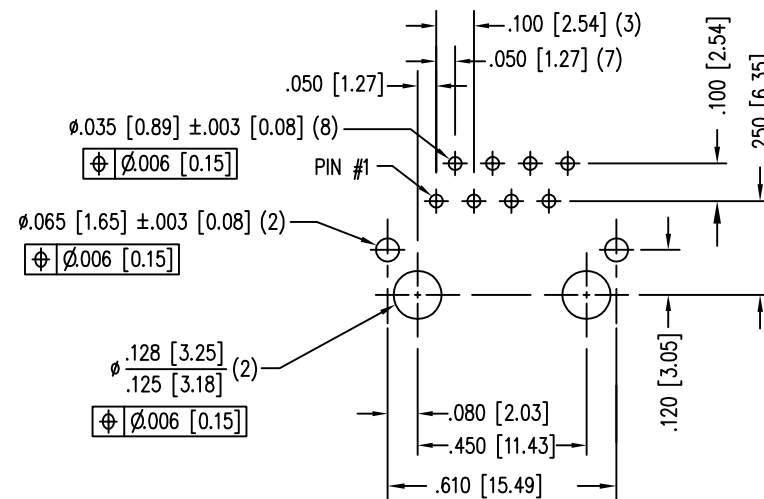 .100 [2.54] (3)
.050 [1.27] (7)
.050 [1.27]
.100 [2.54]
.250 [6.35]
ø.035 [0.89] ±.003 [0.08] (8)
⌖ Ø.006 [0.15]
PIN #1
ø.065 [1.65] ±.003 [0.08] (2)
⌖ Ø.006 [0.15]
ø .128 [3.25]
.125 [3.18] (2)
⌖ Ø.006 [0.15]
.120 [3.05]
.080 [2.03]
.450 [11.43]
.610 [15.49]